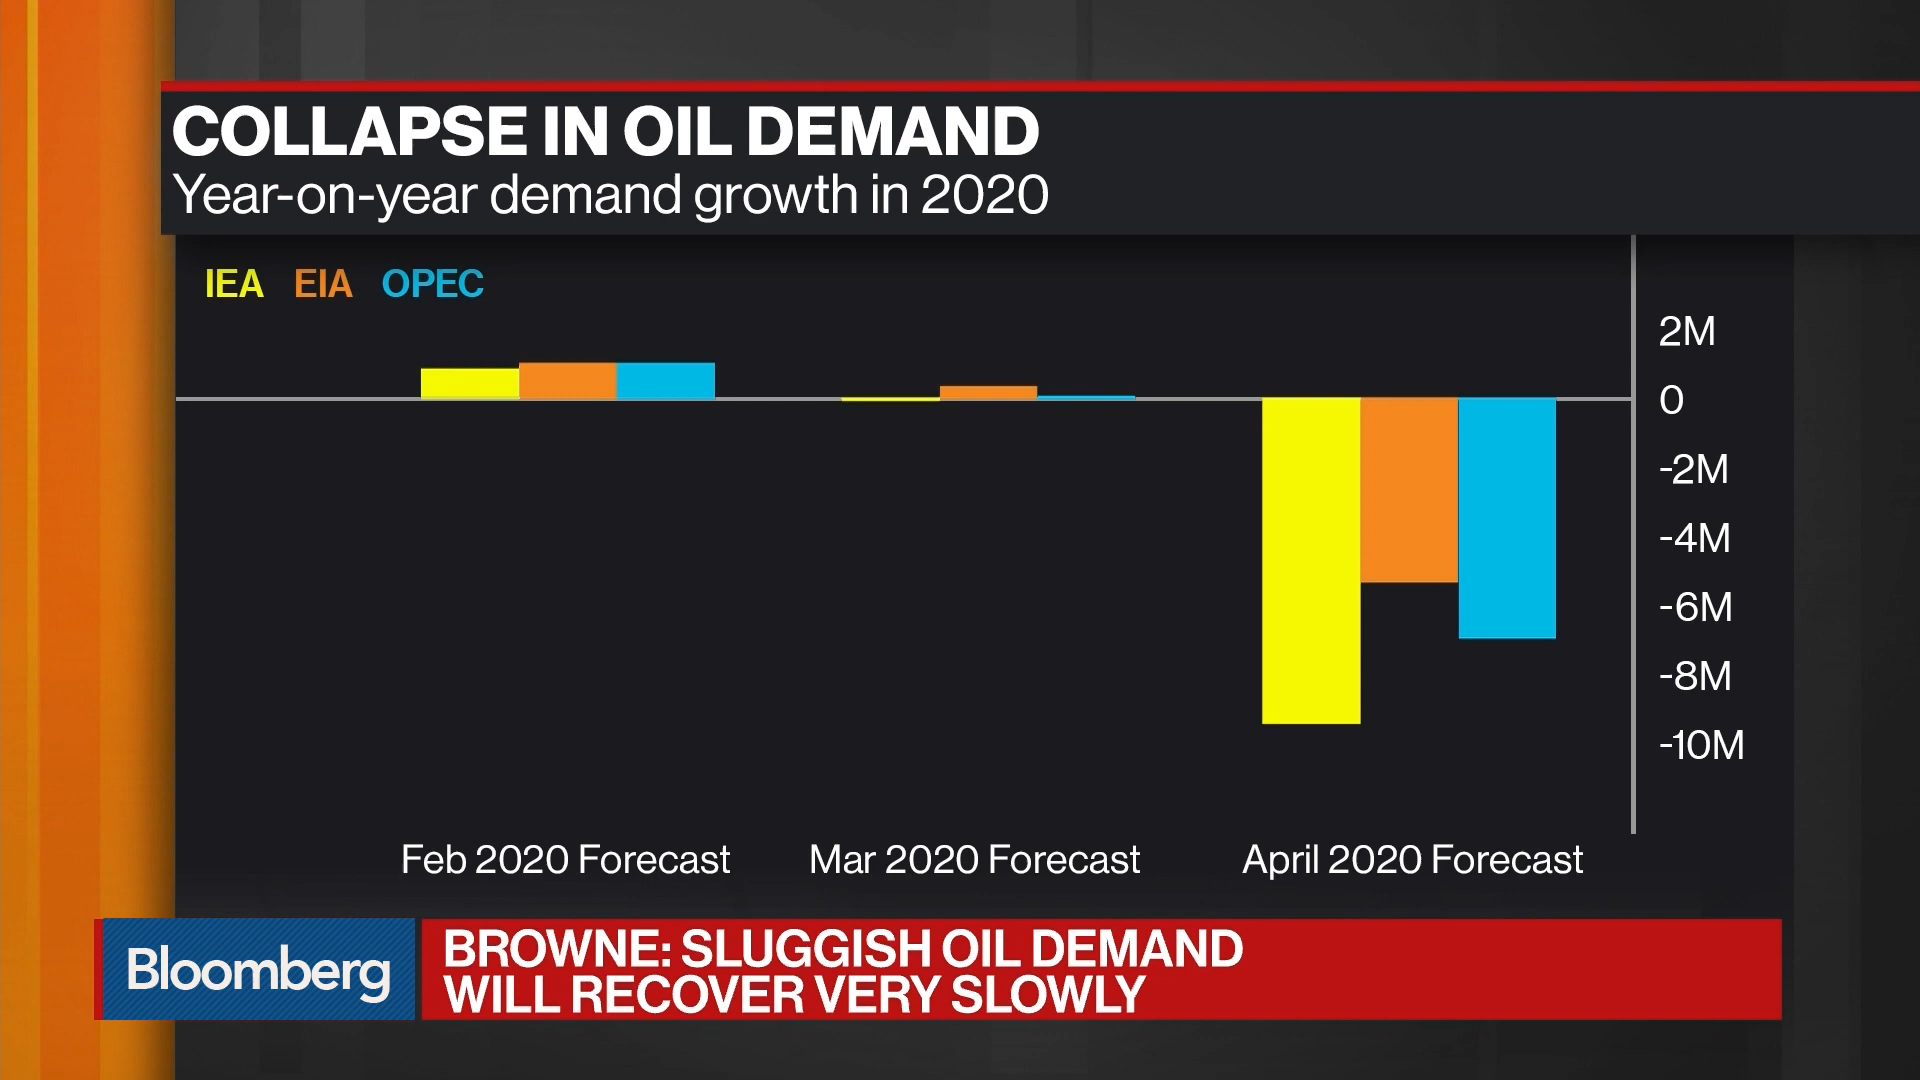 COLLAPSE IN OIL DEMAND
Year-on-year demand growth in 2020
IEA EIA OPEC
2M
0
-2M
-4M
-6M
-8M
-10M
Feb 2020 Forecast Mar 2020 Forecast April 2020 Forecast
Bloomberg
BROWNE: SLUGGISH OIL DEMAND
WILL RECOVER VERY SLOWLY